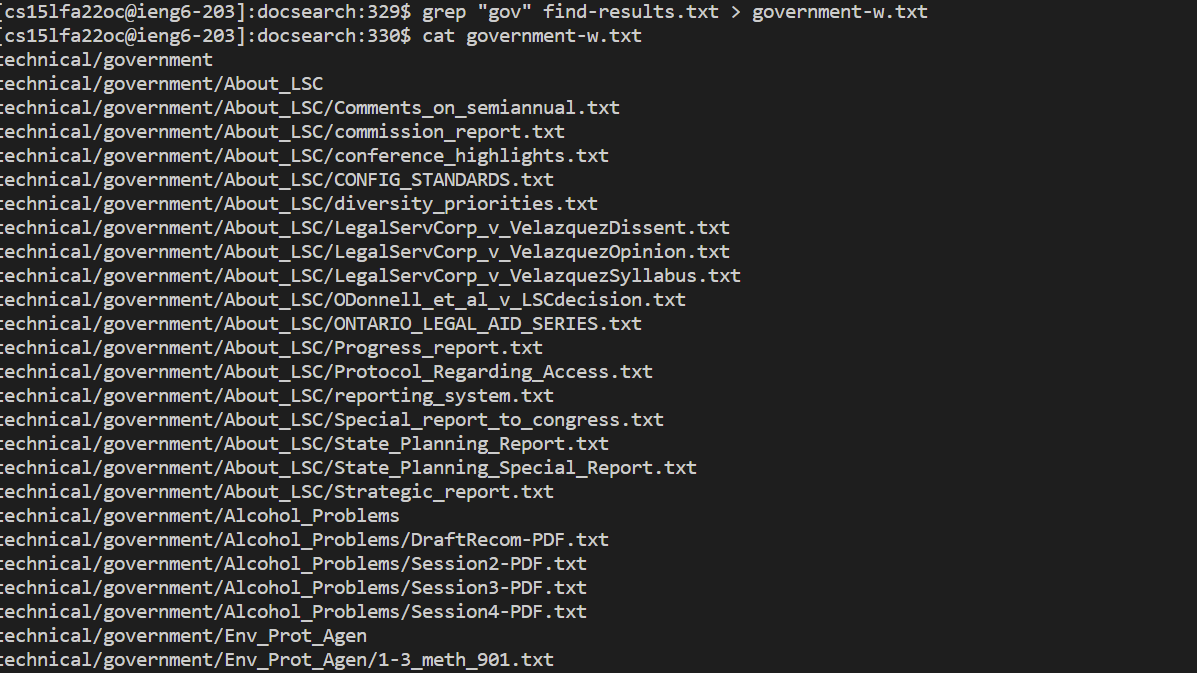 [cs15lfa22oc@ieng6-203]:docsearch:329$ grep "gov" find-results.txt > government-w.txt
[cs15lfa22oc@ieng6-203]:docsearch:330$ cat government-w.txt
technical/government
technical/government/About_LSC
technical/government/About_LSC/Comments_on_semiannual.txt
technical/government/About_LSC/commission_report.txt
technical/government/About_LSC/conference_highlights.txt
technical/government/About_LSC/CONFIG_STANDARDS.txt
technical/government/About_LSC/diversity_priorities.txt
technical/government/About_LSC/LegalServCorp_v_VelazquezDissent.txt
technical/government/About_LSC/LegalServCorp_v_VelazquezOpinion.txt
technical/government/About_LSC/LegalServCorp_v_VelazquezSyllabus.txt
technical/government/About_LSC/ODonnell_et_al_v_LSCdecision.txt
technical/government/About_LSC/ONTARIO_LEGAL_AID_SERIES.txt
technical/government/About_LSC/Progress_report.txt
technical/government/About_LSC/Protocol_Regarding_Access.txt
technical/government/About_LSC/reporting_system.txt
technical/government/About_LSC/Special_report_to_congress.txt
technical/government/About_LSC/State_Planning_Report.txt
technical/government/About_LSC/State_Planning_Special_Report.txt
technical/government/About_LSC/Strategic_report.txt
technical/government/Alcohol_Problems
technical/government/Alcohol_Problems/DraftRecom-PDF.txt
technical/government/Alcohol_Problems/Session2-PDF.txt
technical/government/Alcohol_Problems/Session3-PDF.txt
technical/government/Alcohol_Problems/Session4-PDF.txt
technical/government/Env_Prot_Agen
technical/government/Env_Prot_Agen/1-3_meth_901.txt